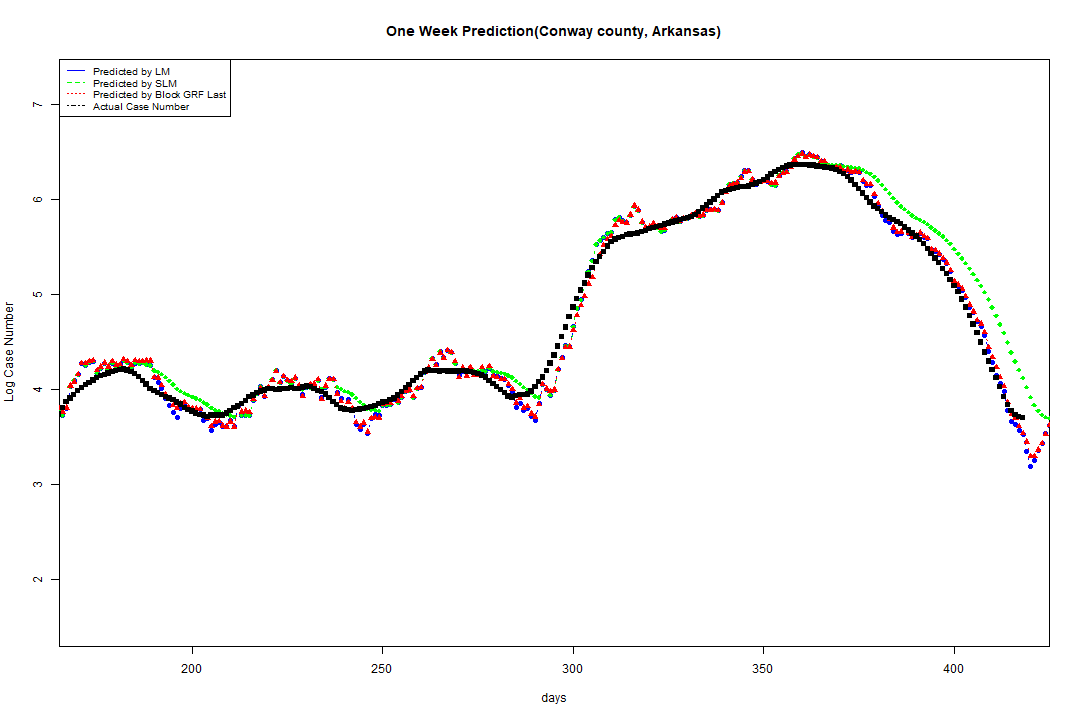 One Week Prediction(Conway county, Arkansas)
Predicted by LM
Predicted by SLM
Predicted by Block GRF Last
Actual Case Number
7
6
5
4
3
2
Log Case Number
200 250 300 350 400
days